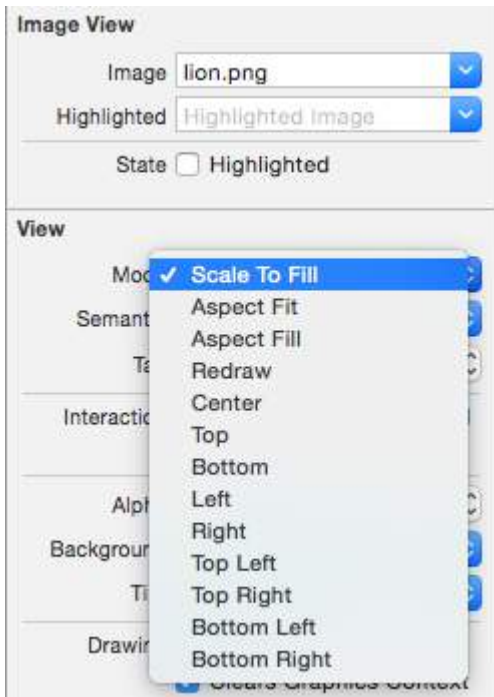 Image View
Image lion.png
Highlighted Highlighted Image
State Highlighted
View
Scale To Fill
Aspect Fit
Aspect Fill
Redraw
Center
Top
Bottom
Left
Right
Top Left
Top Right
Bottom Left
Bottom Right